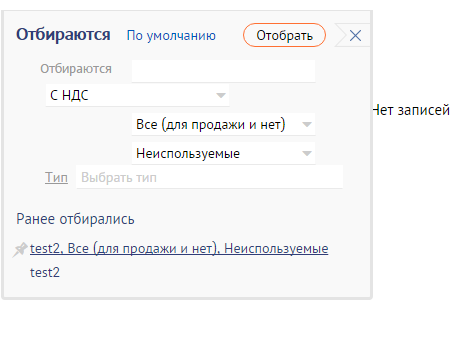 Отбираются По умолчанию Отобрать
Отбираются
С НДС
Нет записей
Все (для продажи и нет)
Неиспользуемые
Тип Выбрать тип
Ранее отбирались
test2, Все (для продажи и нет), Неиспользуемые
test2